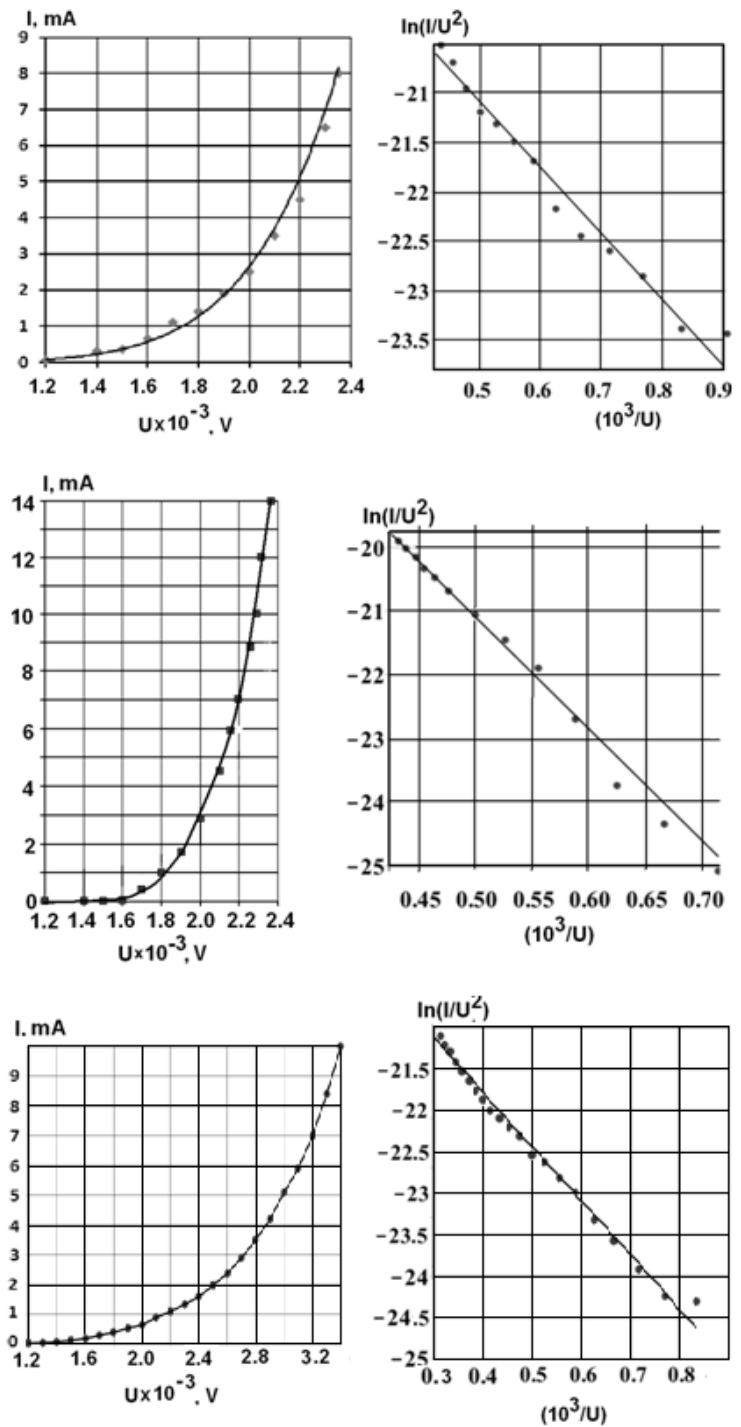 I, mA
9
8
7
6
5
4
3
2
1
0
1.2 1.4 1.6 1.8 2.0 2.2 2.4
U×10⁻³, V
ln(I/U²)
−21
−21.5
−22
−22.5
−23
−23.5
0.5 0.6 0.7 0.8 0.9
(10³/U)
I, mA
14
12
10
8
6
4
2
0
1.2 1.4 1.6 1.8 2.0 2.2 2.4
U×10⁻³, V
ln(I/U²)
−20
−21
−22
−23
−24
−25
0.45 0.50 0.55 0.60 0.65 0.70
(10³/U)
I. mA
9
7
6
5
4
3
2
1
0
1.2 1.6 2.0 2.4 2.8 3.2
U×10⁻³, V
ln(I/U²)
−21.5
−22
−22.5
−23
−23.5
−24
−24.5
−25
0.3 0.4 0.5 0.6 0.7 0.8
(10³/U)